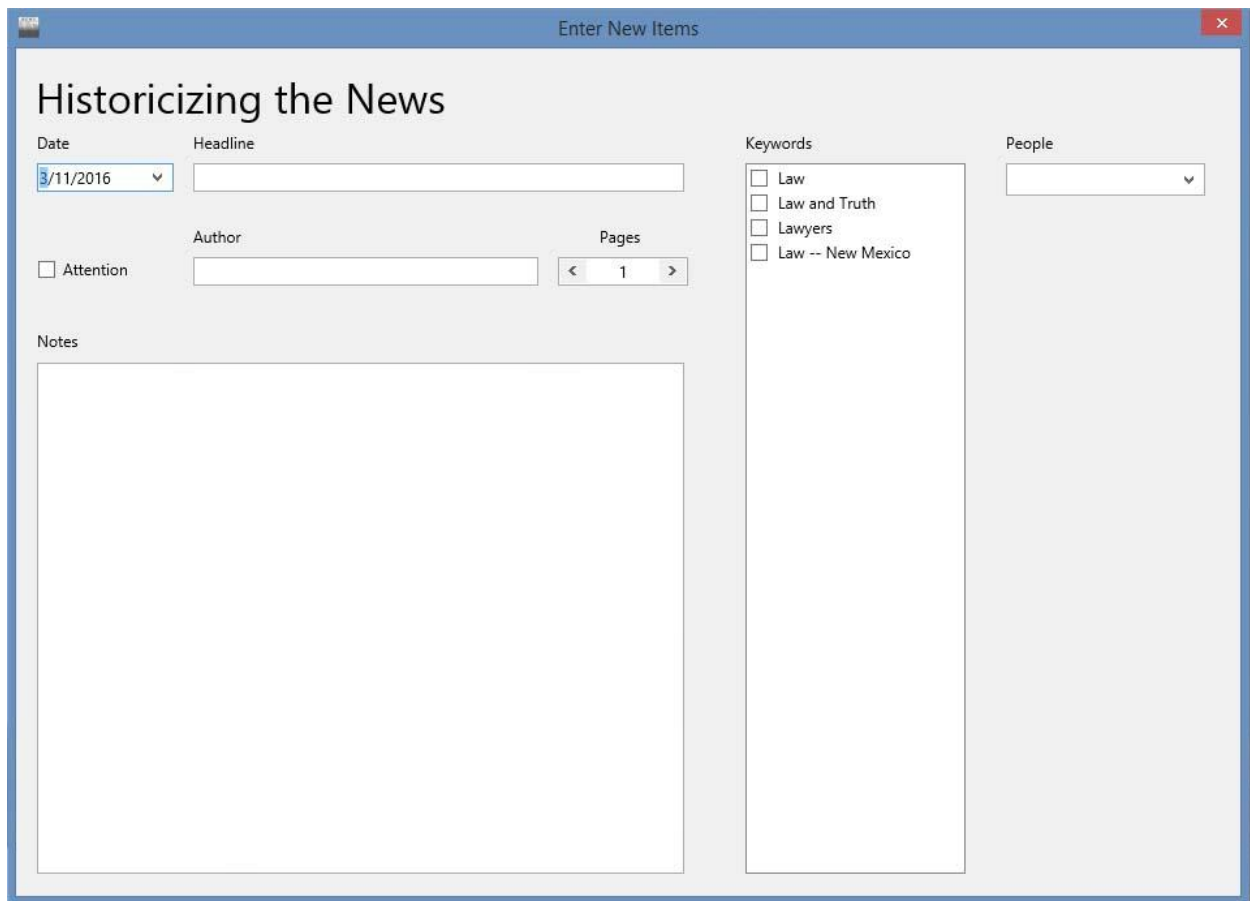 Enter New Items
Historicizing the News
Date
Headline
Keywords
People
3/11/2016
Law
Law and Truth
Lawyers
Law -- New Mexico
Author
Pages
Attention
1
Notes